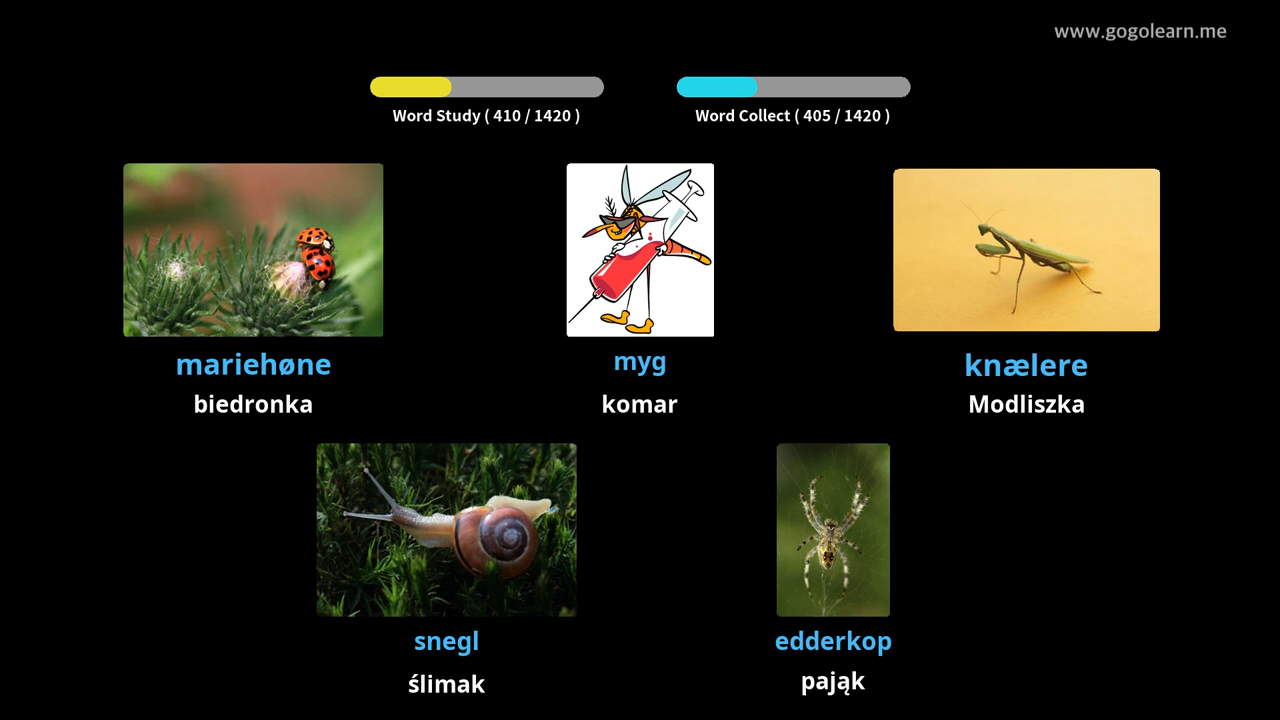 www.gogolearn.me
Word Study ( 410 / 1420 )
Word Collect ( 405 / 1420 )
mariehøne
biedronka
myg
komar
knælere
Modliszka
snegl
ślimak
edderkop
pająk